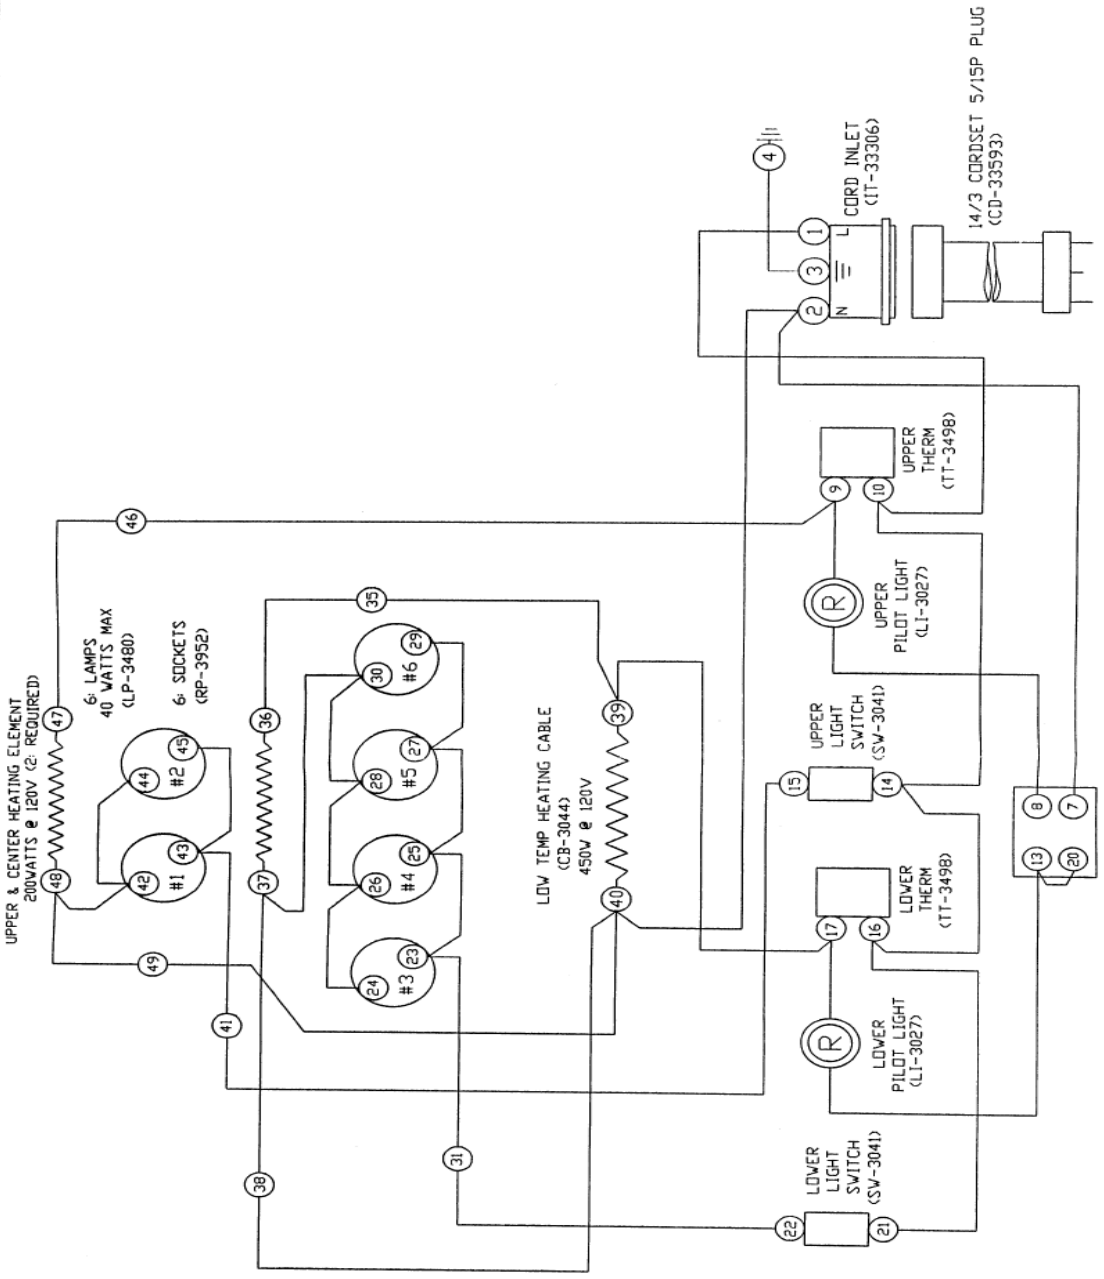 UPPER & CENTER HEATING ELEMENT
200WATTS @ 120V (2: REQUIRED)
6: LAMPS
40 WATTS MAX
(LP-3480)
6: SOCKETS
(RP-3952)
48
47
46
42
44
#1
#2
43
45
49
41
37
36
35
38
24
26
28
30
#3
#4
#5
#6
23
25
27
29
31
LOW TEMP HEATING CABLE
(CB-3044)
450W @ 120V
40
39
22
21
LOWER
LIGHT
SWITCH
(SW-3041)
R
LOWER
PILOT LIGHT
(LI-3027)
17
16
LOWER
THERM
(TT-3498)
15
14
UPPER
LIGHT
SWITCH
(SW-3041)
R
UPPER
PILOT LIGHT
(LI-3027)
9
10
UPPER
THERM
(TT-3498)
13
8
20
7
4
2
3
1
N
L
CORD INLET
(IT-33306)
14/3 CORDSET 5/15P PLUG
(CD-33593)